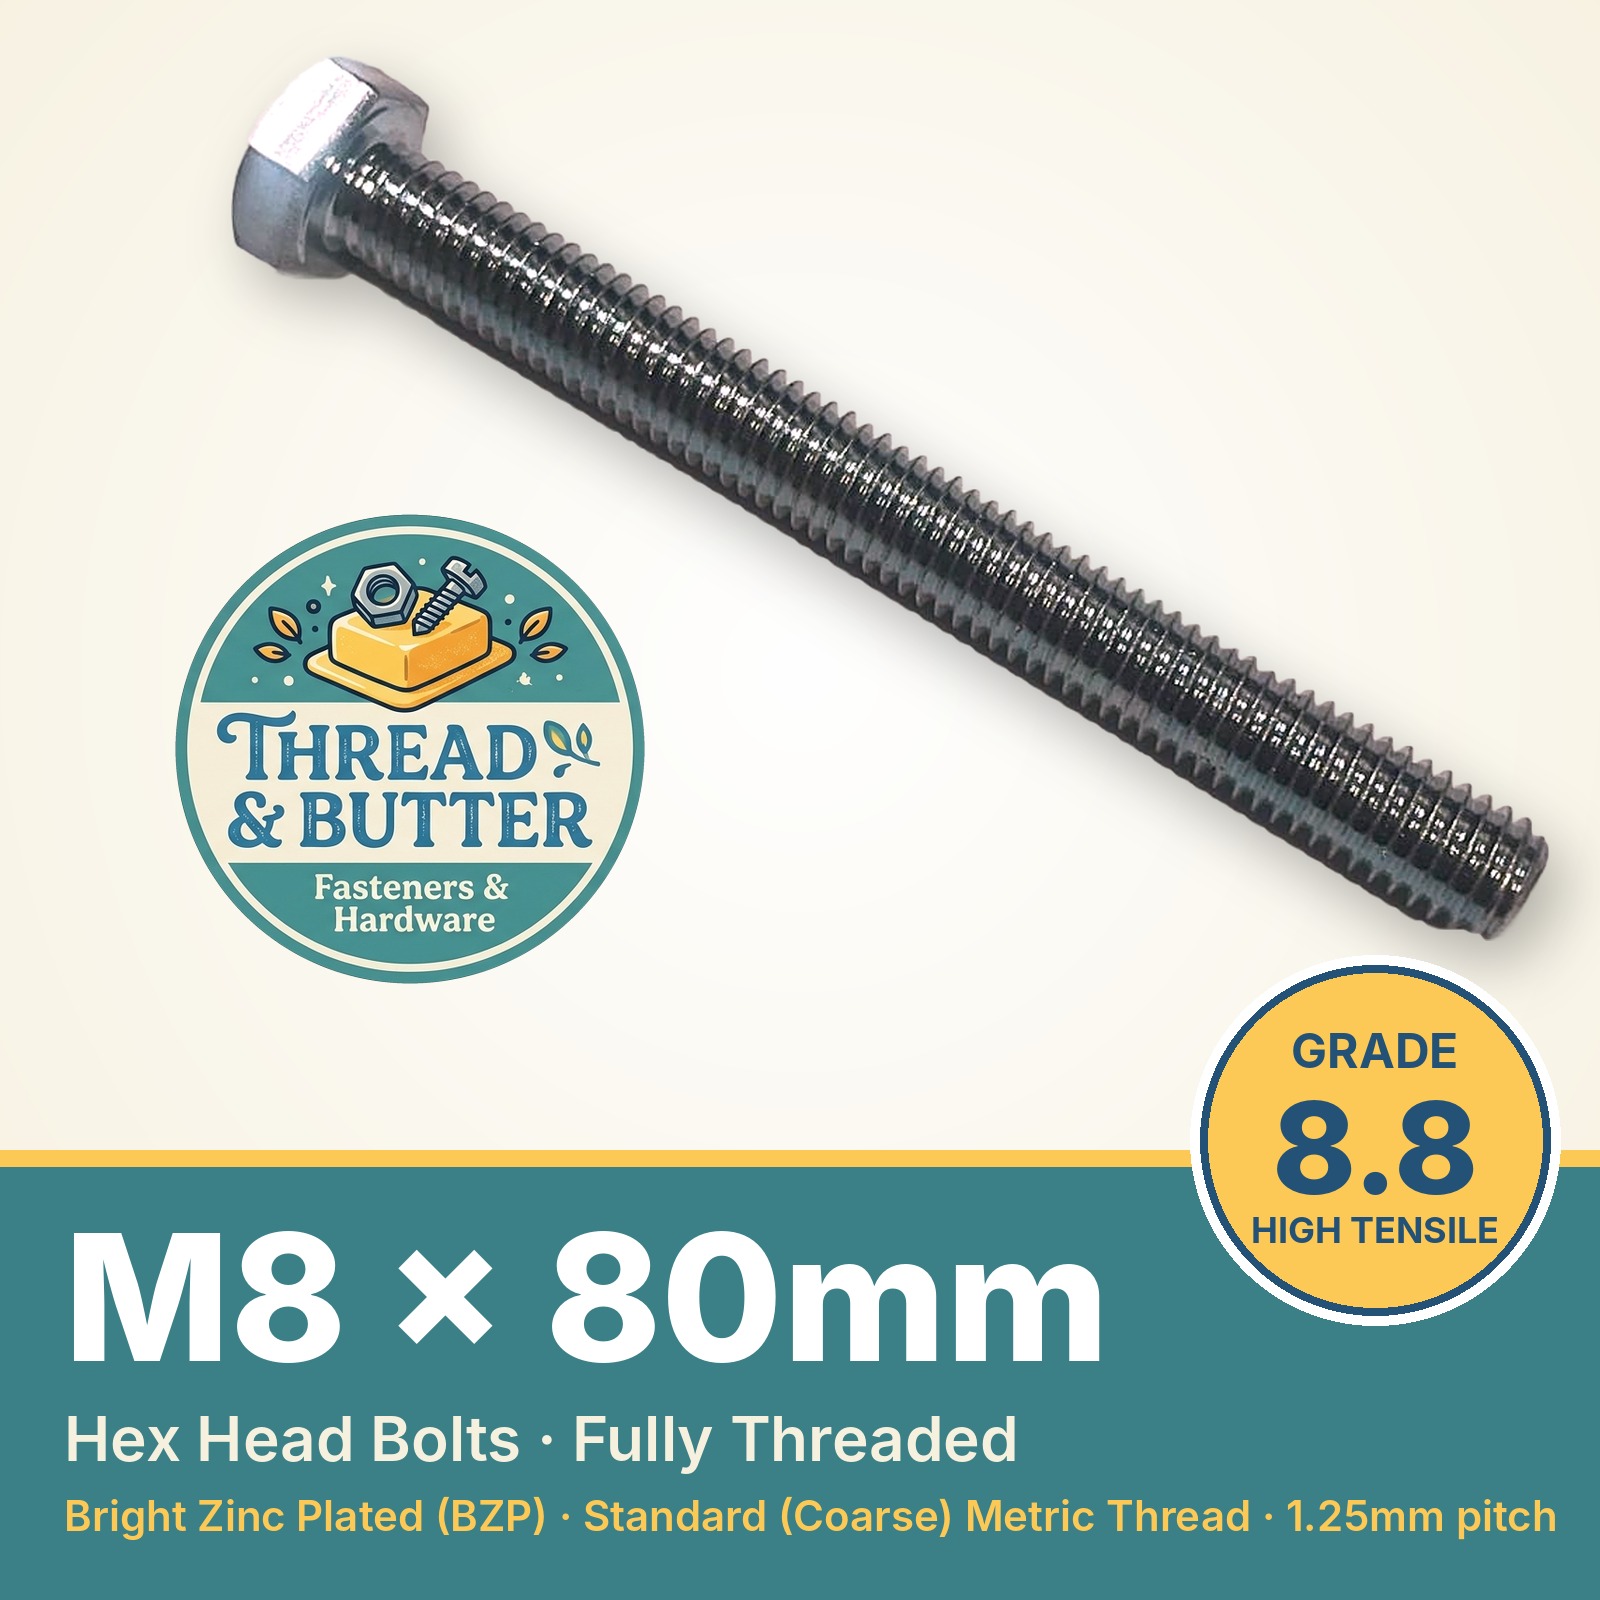 THREAD
& BUTTER
Fasteners &
Hardware
GRADE
8.8
HIGH TENSILE
M8 × 80mm
Hex Head Bolts · Fully Threaded
Bright Zinc Plated (BZP) · Standard (Coarse) Metric Thread · 1.25mm pitch